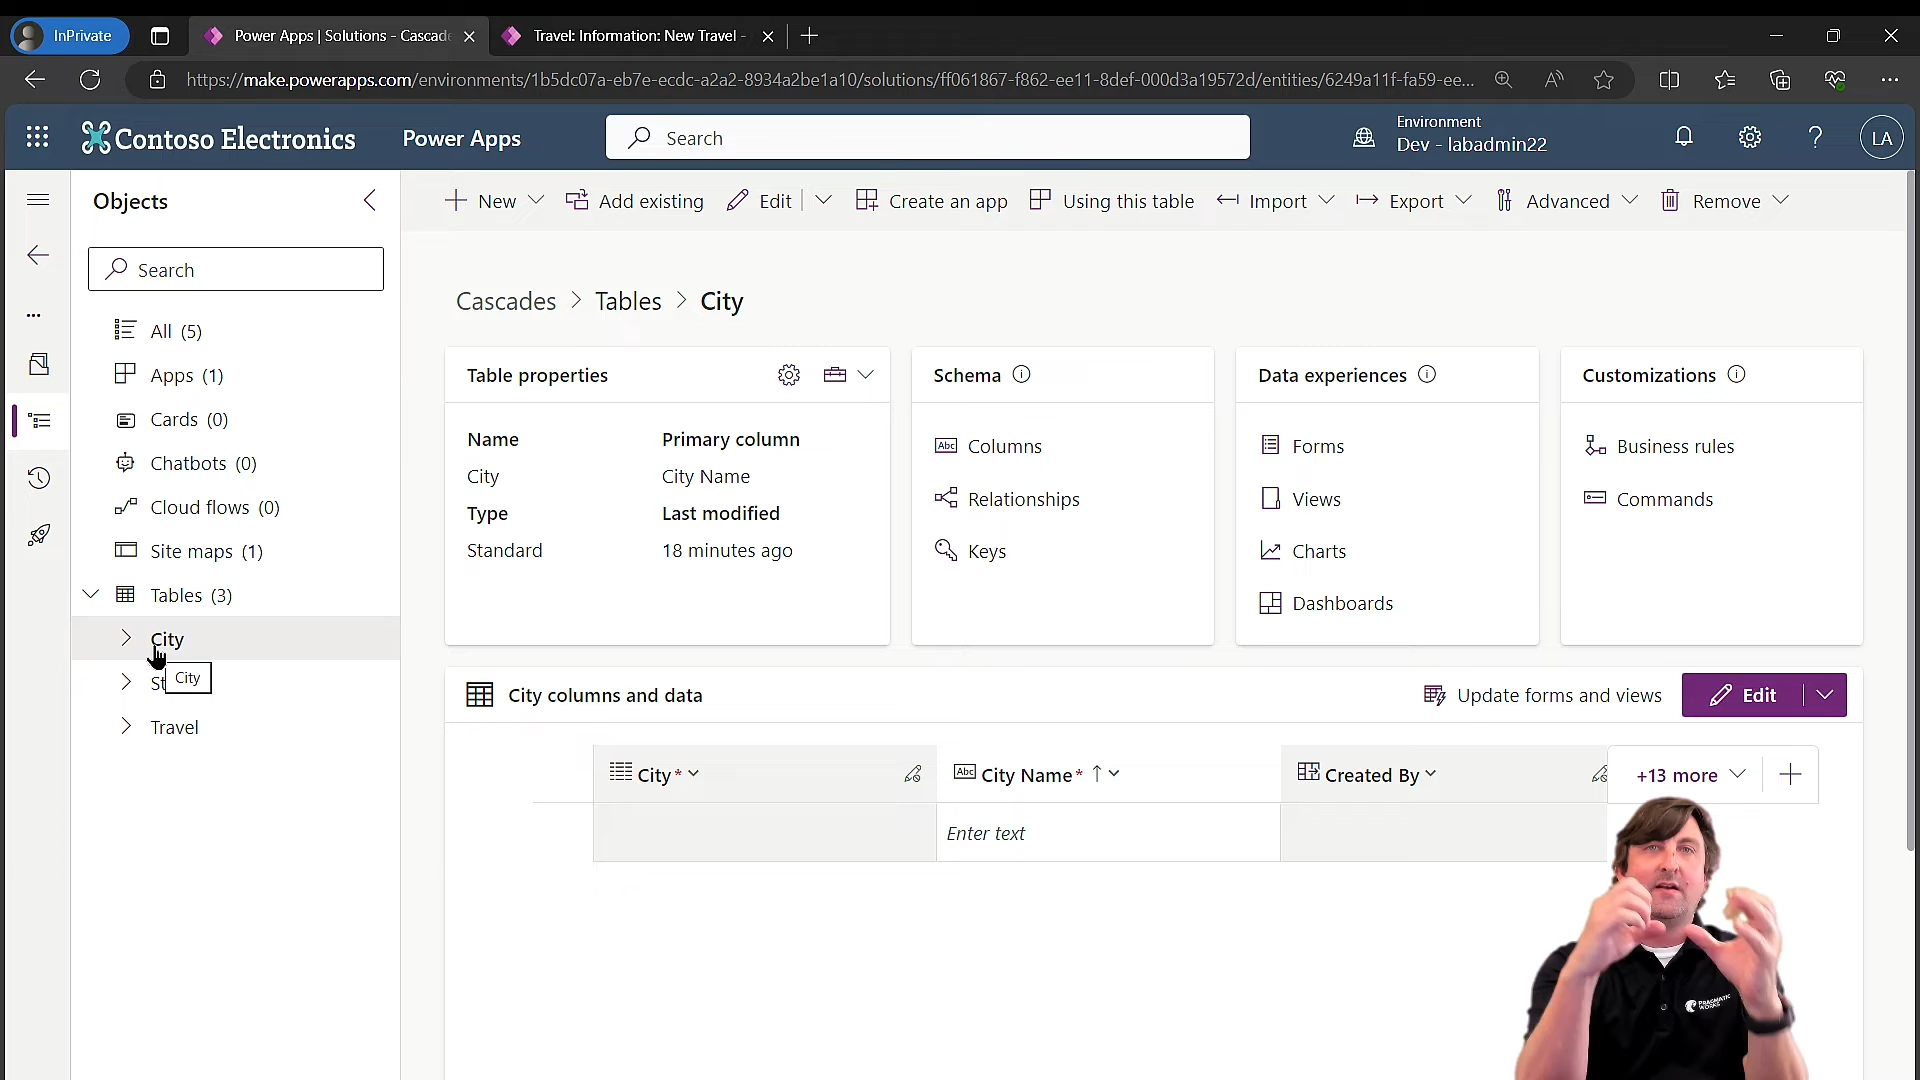 InPrivate
Power Apps | Solutions - Cascade
Travel: Information: New Travel -
https://make.powerapps.com/environments/1b5dc07a-eb7e-ecdc-a2a2-8934a2be1a10/solutions/ff061867-f862-ee11-8def-000d3a19572d/entities/6249a11f-fa59-ee...
Contoso Electronics
Power Apps
Search
Environment
Dev - labadmin22
?
LA
Objects
New
Add existing
Edit
Create an app
Using this table
Import
Export
Advanced
Remove
Search
All (5)
Apps (1)
Cards (0)
Chatbots (0)
Cloud flows (0)
Site maps (1)
Tables (3)
City
City
St
Travel
Cascades > Tables > City
Table properties
Name
Primary column
City
City Name
Type
Last modified
Standard
18 minutes ago
Schema
Abc Columns
Relationships
Keys
Data experiences
Forms
Views
Charts
Dashboards
Customizations
Business rules
Commands
City columns and data
Update forms and views
Edit
City *
Abc City Name * ↑
Created By
+13 more
Enter text
PRAGMATIC
WORKS